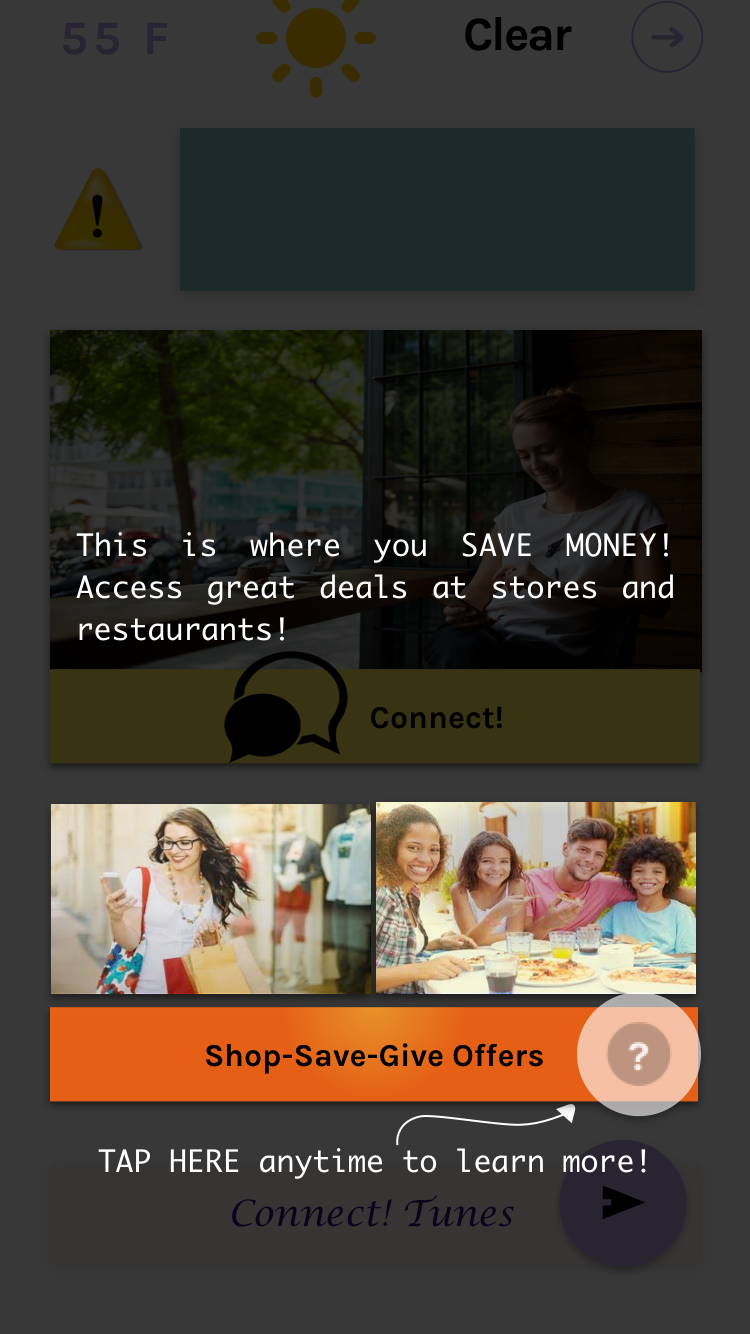 55 F
Clear
This is where you SAVE MONEY!
Access great deals at stores and
restaurants!
Connect!
Shop-Save-Give Offers
?
TAP HERE anytime to learn more!
Connect! Tunes